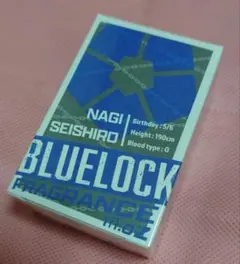 NAGI
SEISHIRO
Birthday : 5/6
Height : 190cm
Blood type : O
BLUELOCK
FRAGRANCE